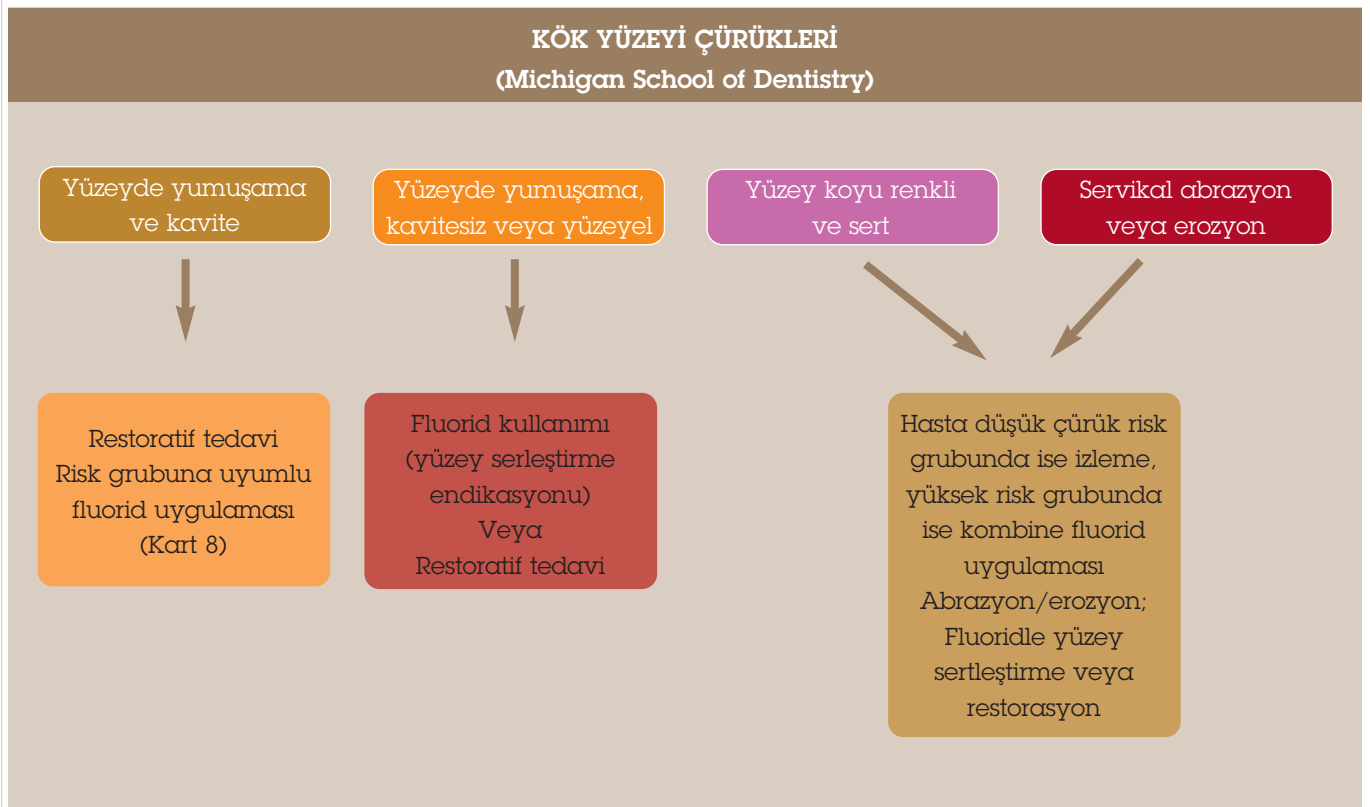 KÖK YÜZEYİ ÇÜRÜKLERİ
(Michigan School of Dentistry)
Yüzeyde yumuşama
ve kavite
Yüzeyde yumuşama,
kavitesiz veya yüzeyel
Yüzey koyu renkli
ve sert
Servikal abrazyon
veya erozyon
Restoratif tedavi
Risk grubuna uyumlu
fluorid uygulaması
(Kart 8)
Fluorid kullanımı
(yüzey serleştirme
endikasyonu)
Veya
Restoratif tedavi
Hasta düşük çürük risk
grubunda ise izleme,
yüksek risk grubunda
ise kombine fluorid
uygulaması
Abrazyon/erozyon;
Fluoridle yüzey
sertleştirme veya
restorasyon